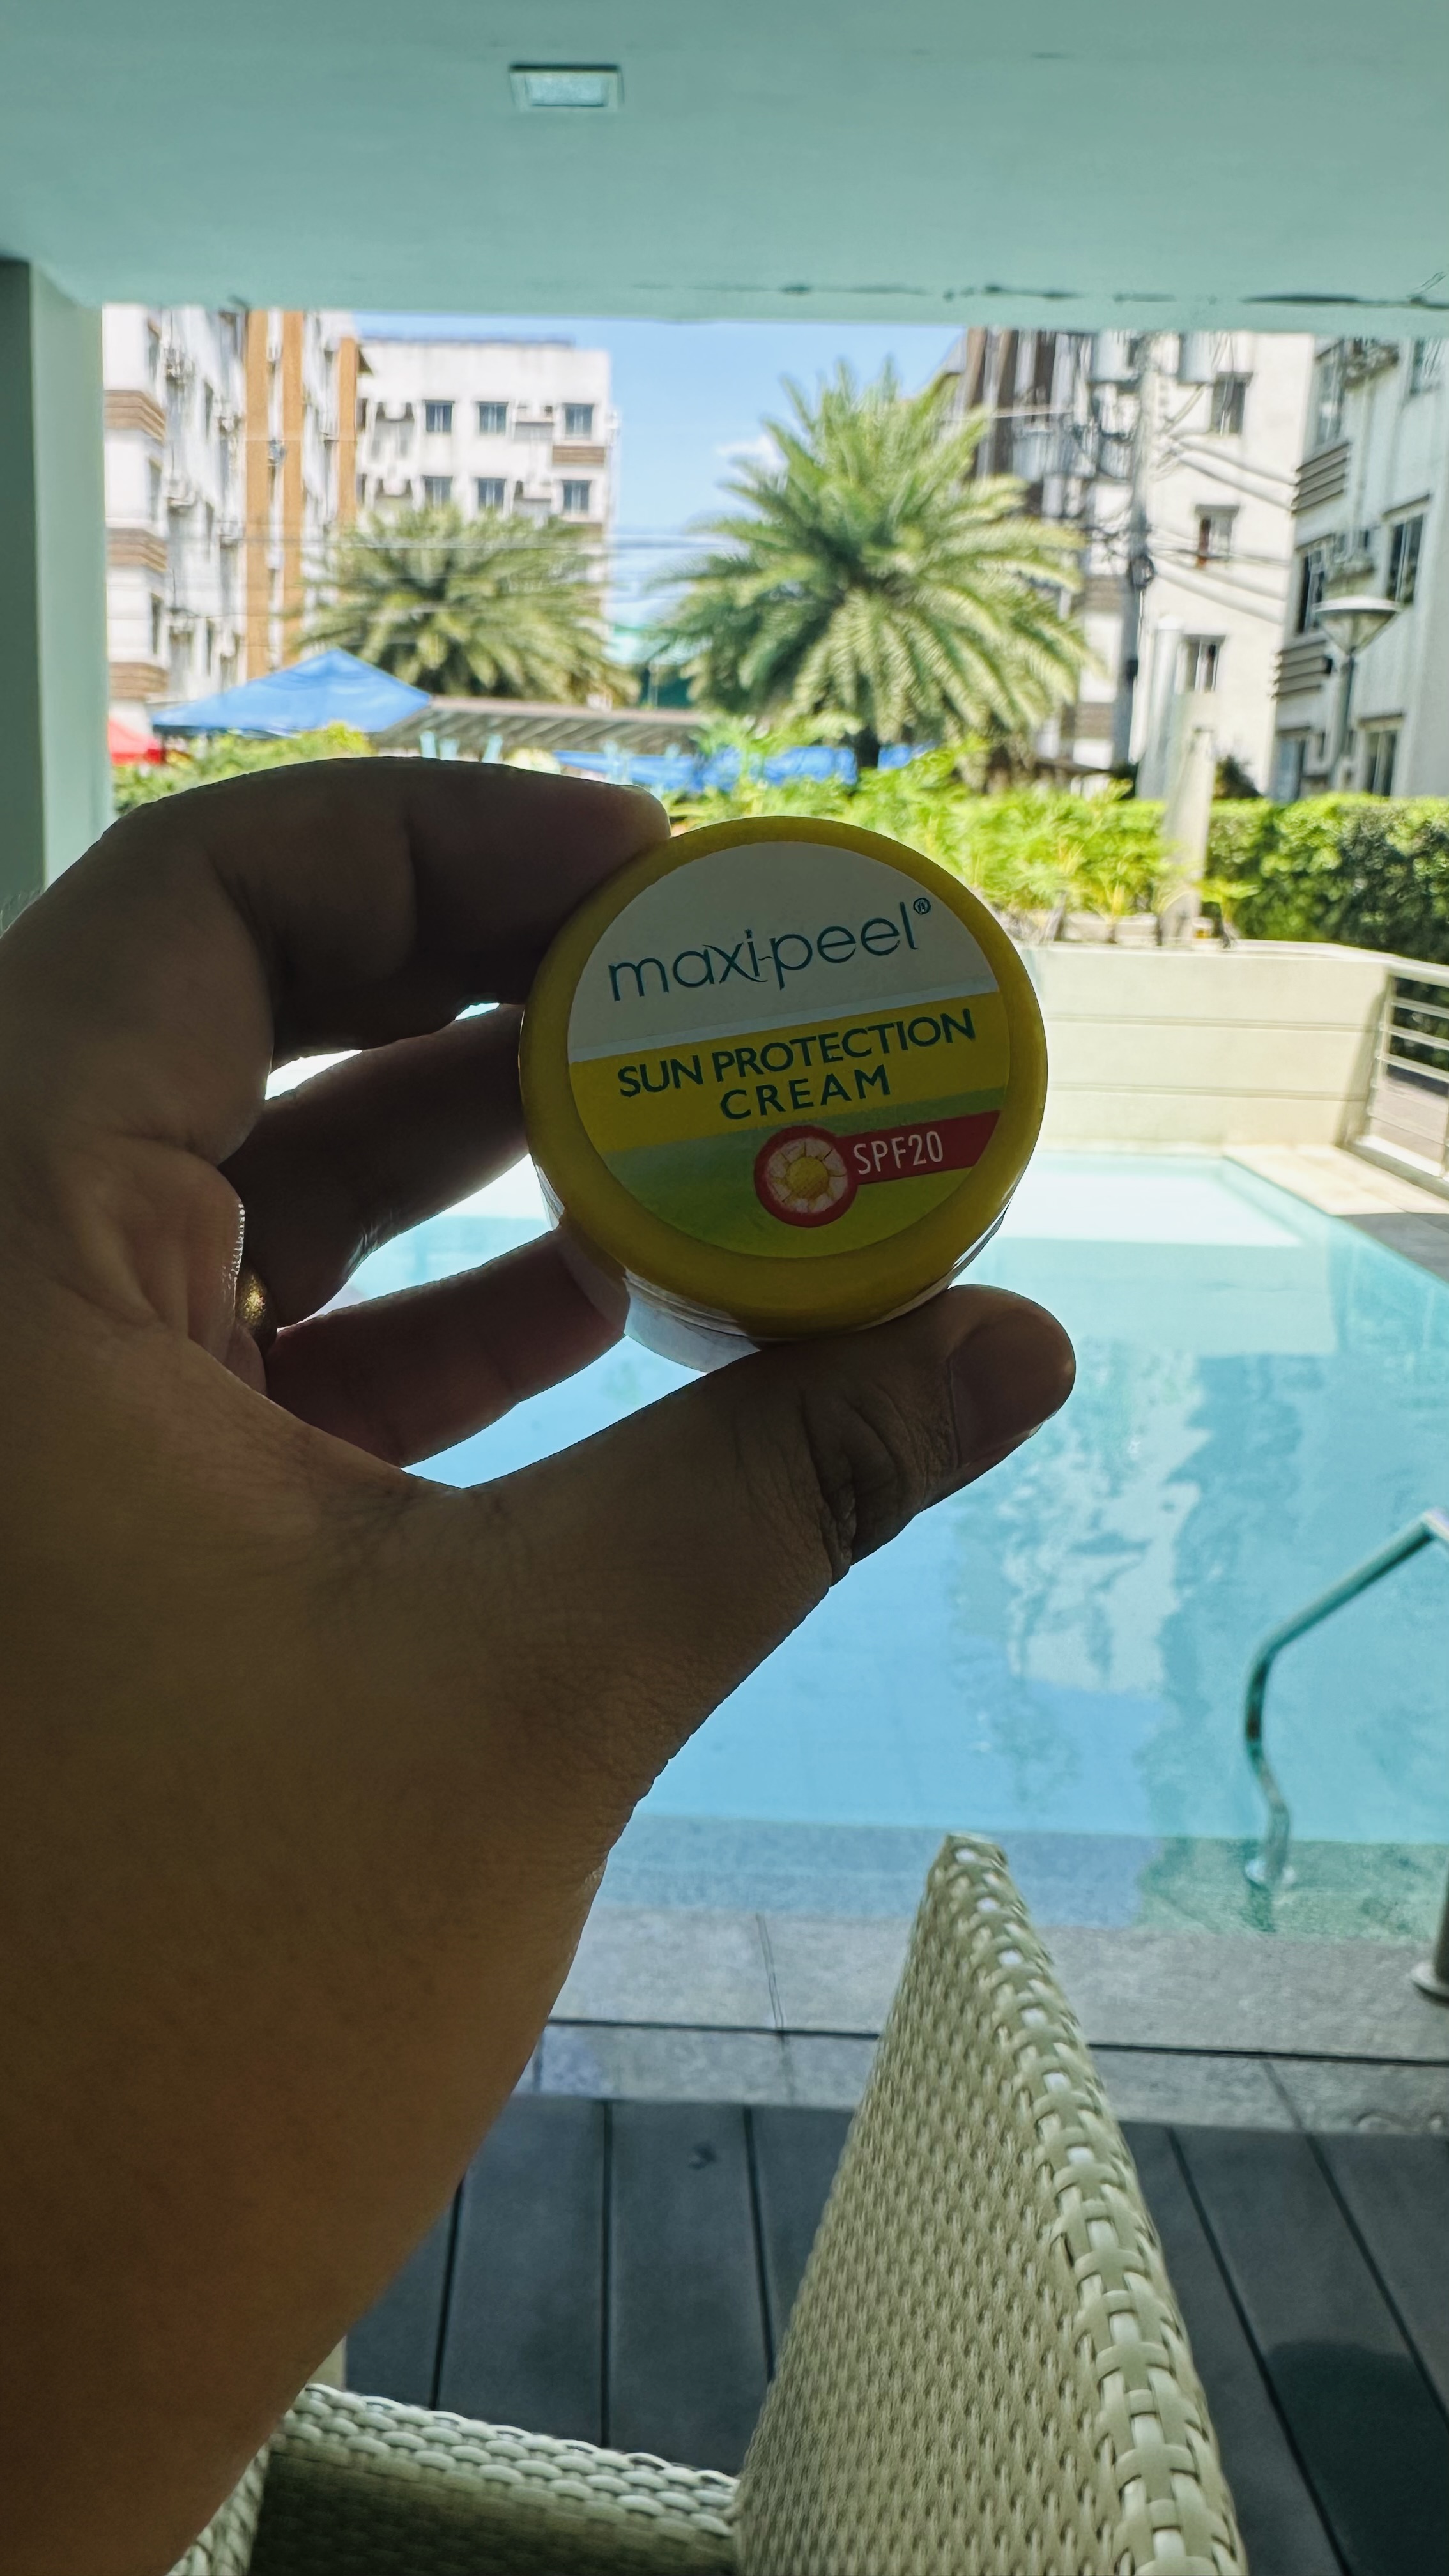 maxi-peel®
SUN PROTECTION
CREAM
SPF20